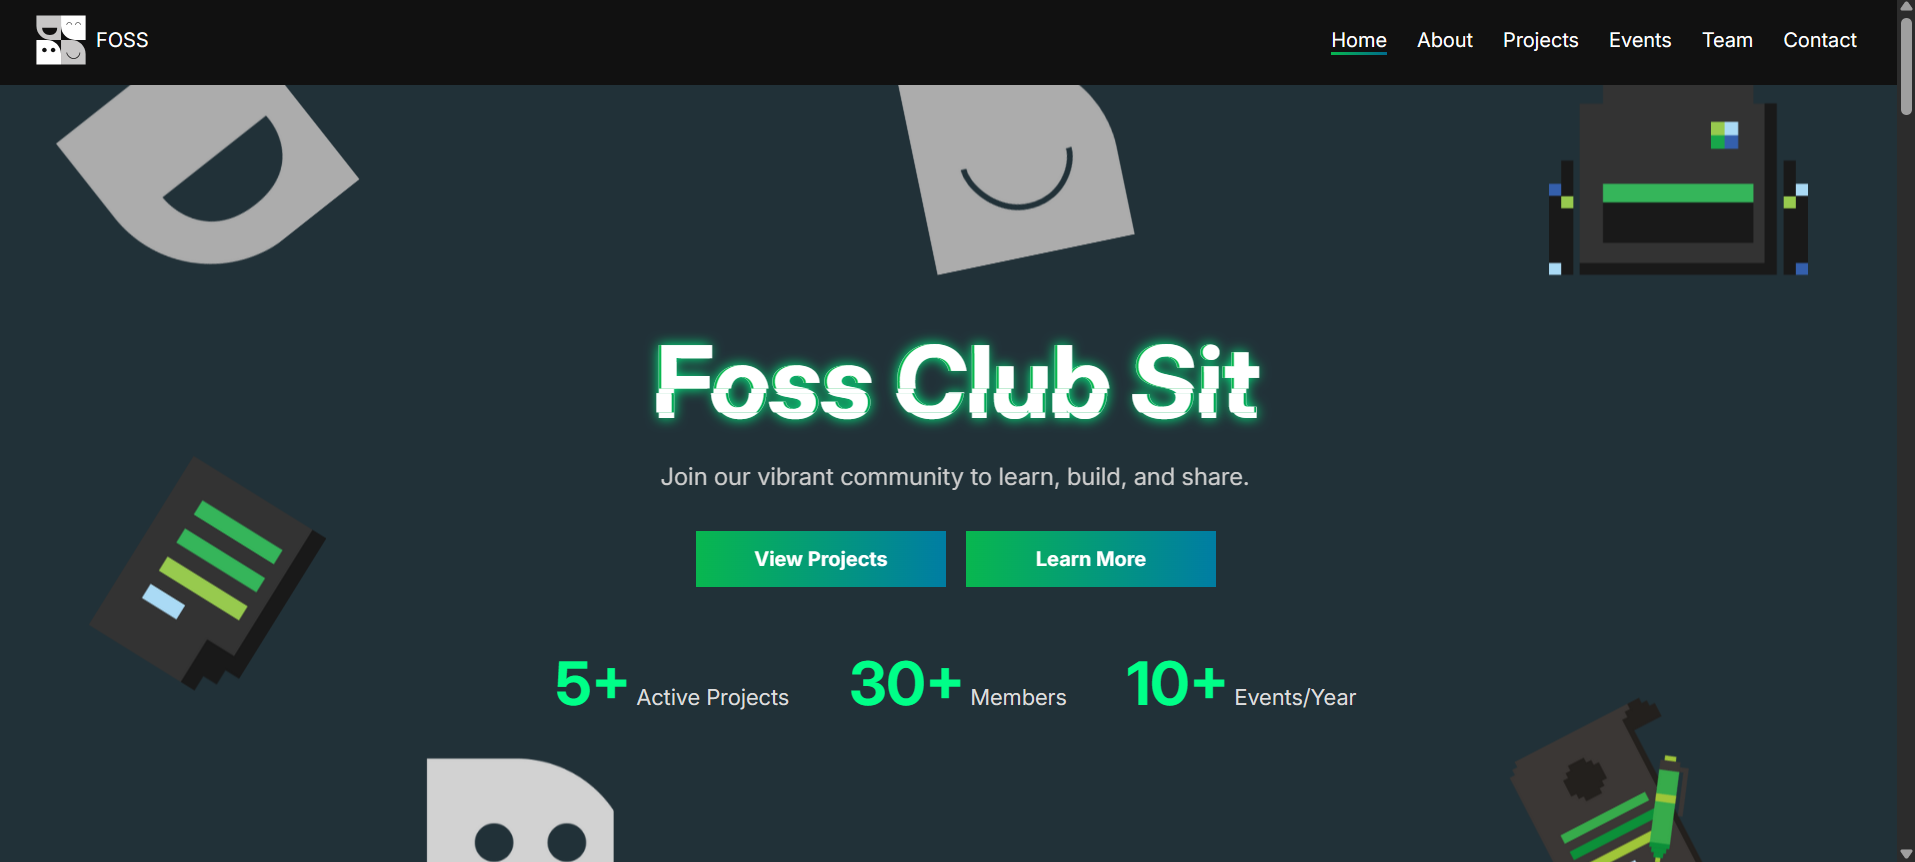 FOSS
Home About Projects Events Team Contact
Foss Club Sit
Join our vibrant community to learn, build, and share.
View Projects Learn More
5+ Active Projects 30+ Members 10+ Events/Year